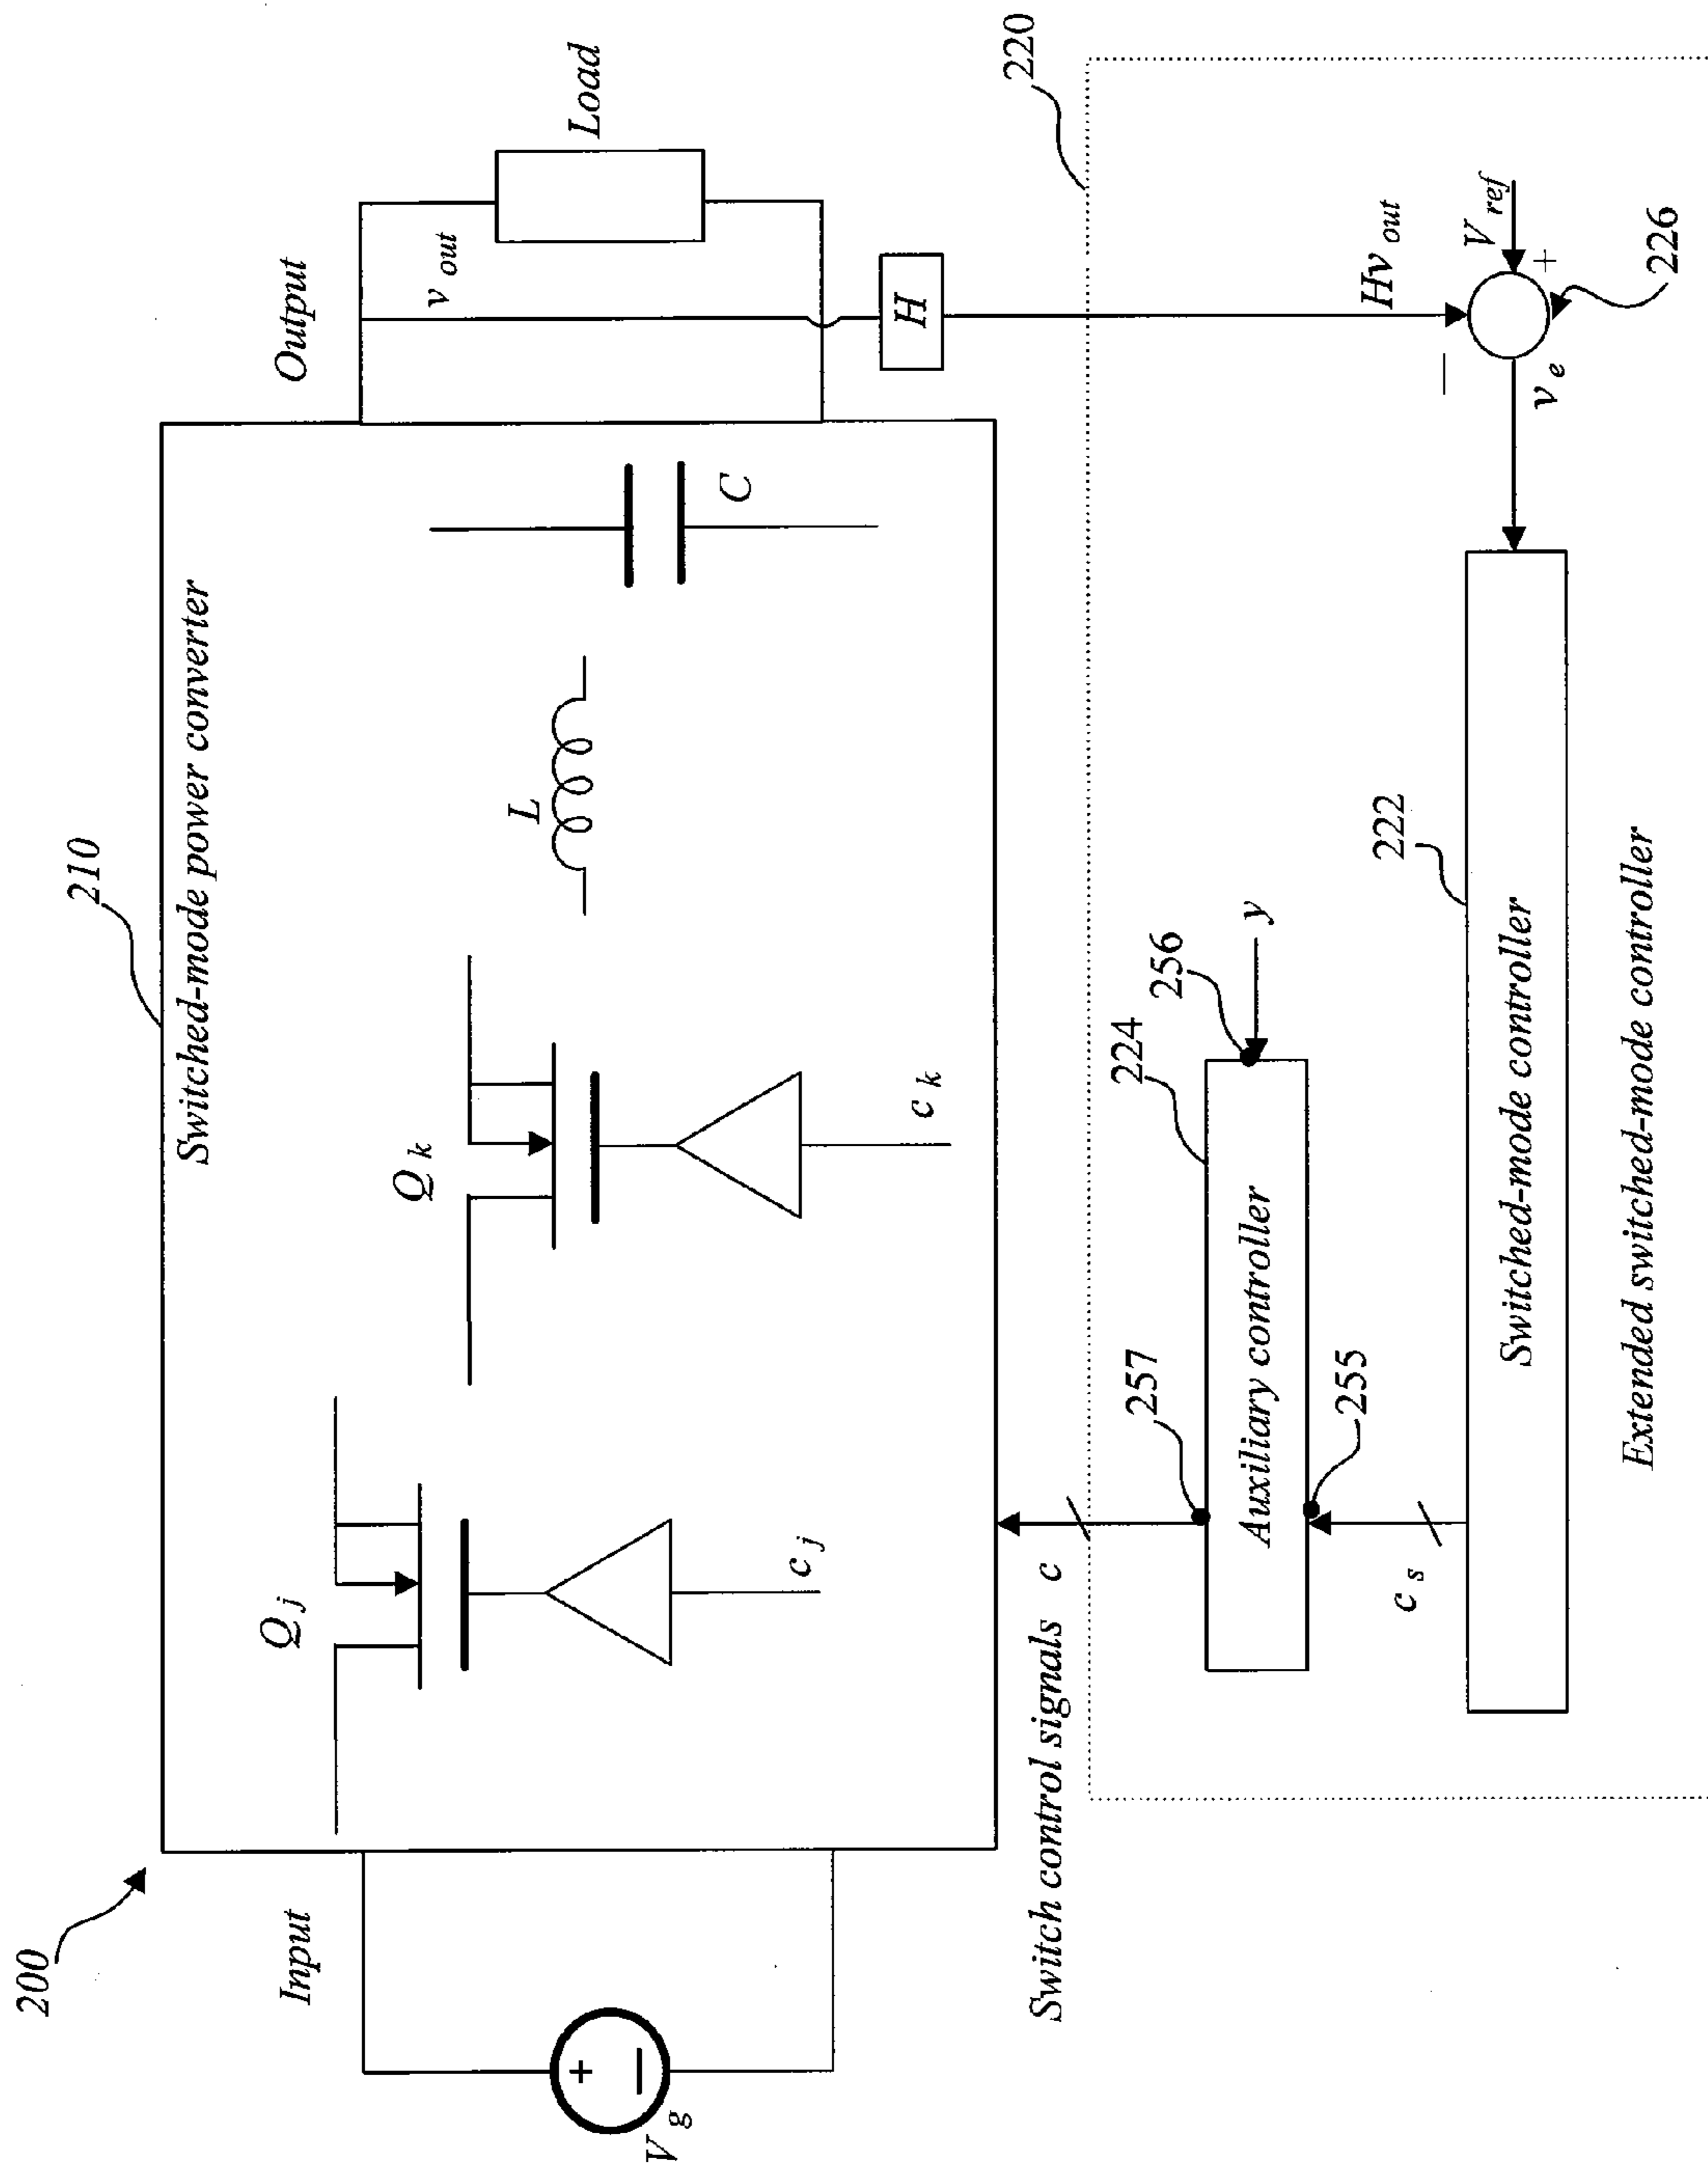 200
210
Switched-mode power converter
Input
Output
Q j
Q k
L
C
v out
Load
V g
+
−
c j
c k
H
Switch control signals c
220
257
224
256
y
Auxiliary controller
255
Hv out
c s
222
−
V ref
+
v e
226
Switched-mode controller
Extended switched-mode controller